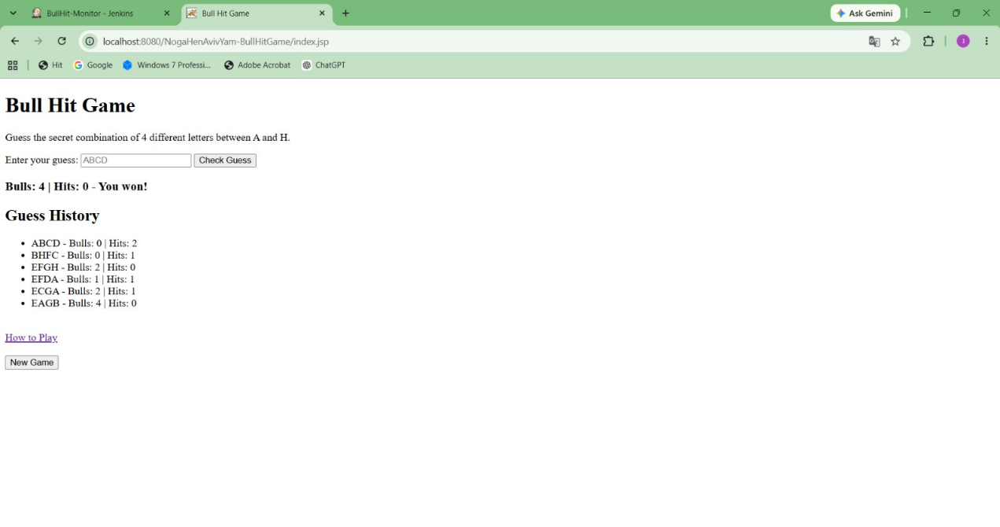 BullHit-Monitor - Jenkins
Bull Hit Game
Ask Gemini
localhost:8080/NogaHenAvivYam-BullHitGame/index.jsp
Hit
Google
Windows 7 Professi...
Adobe Acrobat
ChatGPT
Bull Hit Game
Guess the secret combination of 4 different letters between A and H.
Enter your guess: ABCD Check Guess
Bulls: 4 | Hits: 0 - You won!
Guess History
• ABCD - Bulls: 0 | Hits: 2
• BHFC - Bulls: 0 | Hits: 1
• EFGH - Bulls: 2 | Hits: 0
• EFDA - Bulls: 1 | Hits: 1
• ECGA - Bulls: 2 | Hits: 1
• EAGB - Bulls: 4 | Hits: 0
How to Play
New Game